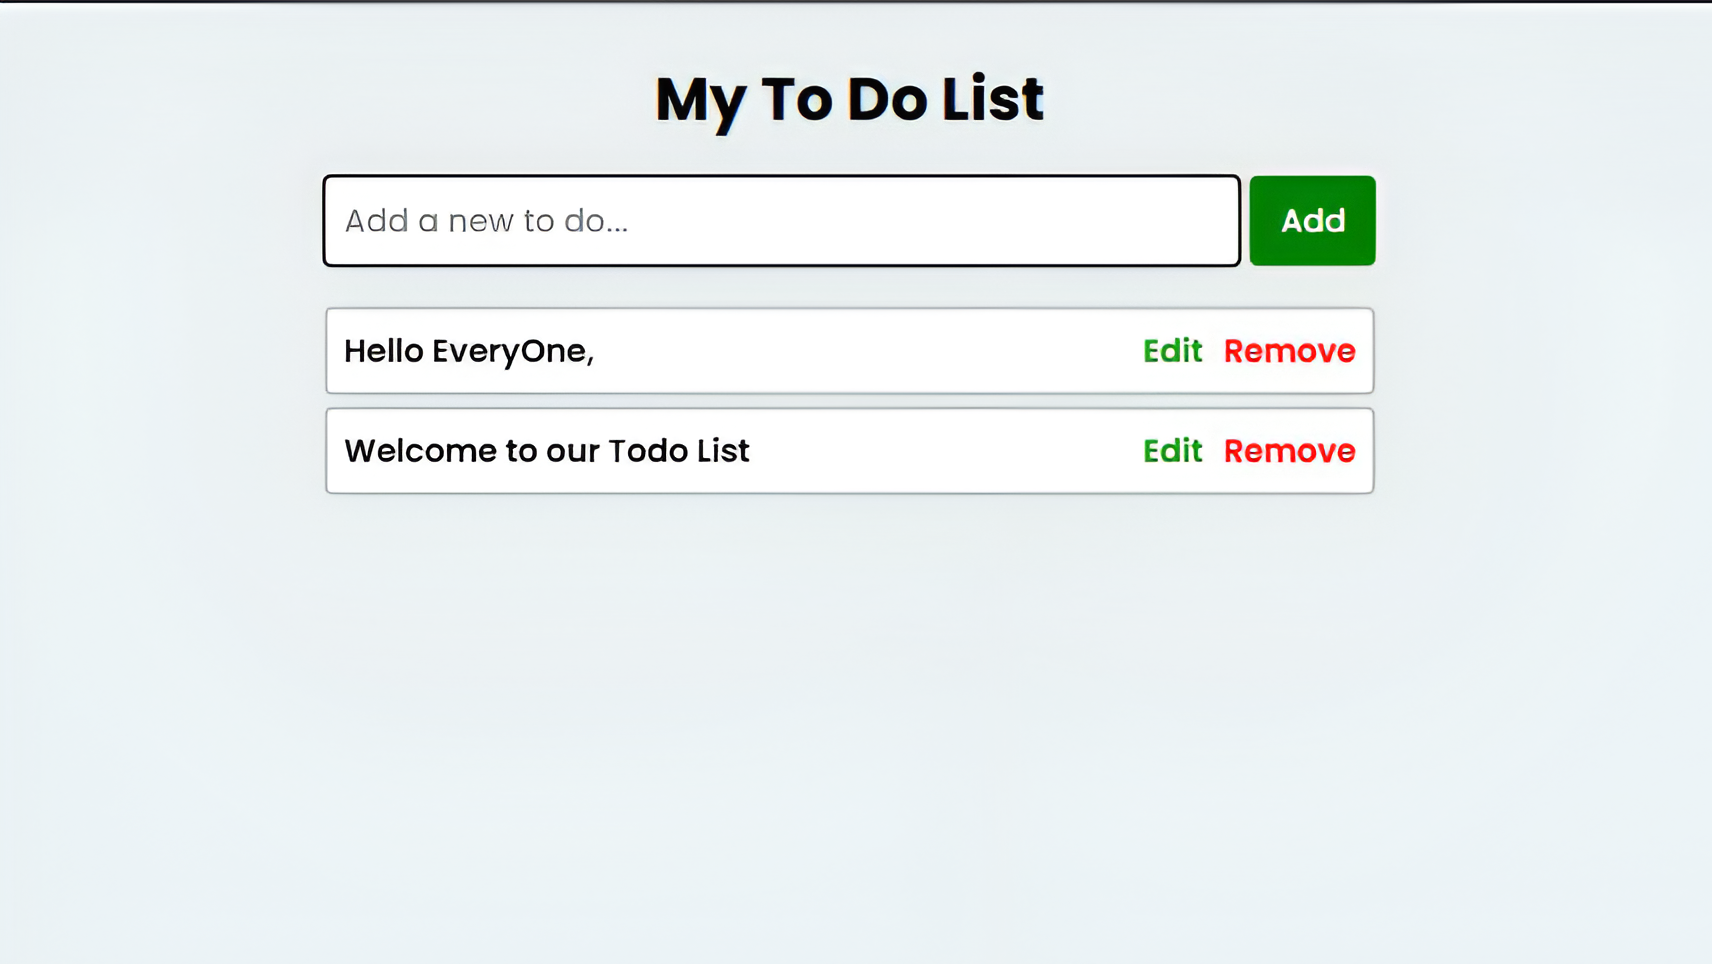 My To Do List
Add a new to do...
Add
Hello EveryOne,
Edit Remove
Welcome to our Todo List
Edit Remove